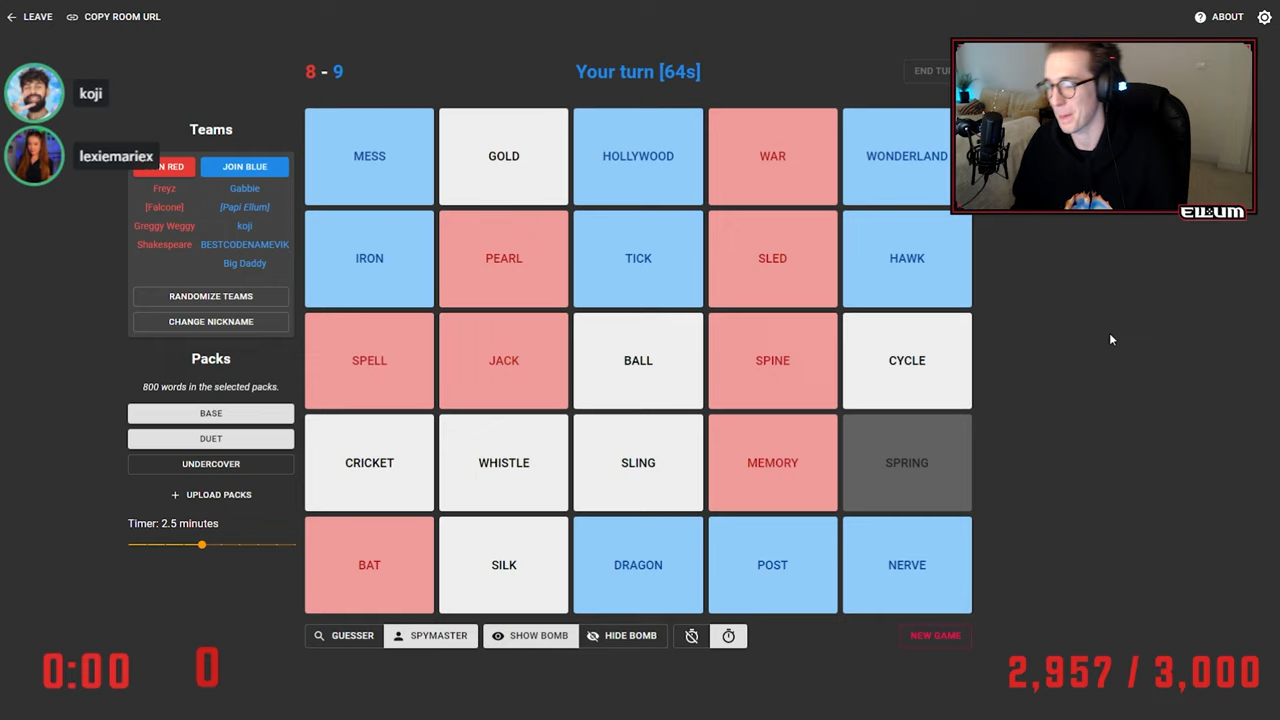 LEAVE
COPY ROOM URL
ABOUT
koji
lexiemariex
8 - 9
Your turn [64s]
Teams
RED
JOIN BLUE
Freyz
Gabbie
[Falcone]
[Papi Ellum]
Greggy Weggy
koji
Shakespeare
BESTCODENAMEVIK
Big Daddy
RANDOMIZE TEAMS
CHANGE NICKNAME
Packs
800 words in the selected packs.
BASE
DUET
UNDERCOVER
+ UPLOAD PACKS
Timer: 2.5 minutes
MESS
GOLD
HOLLYWOOD
WAR
WONDERLAND
IRON
PEARL
TICK
SLED
HAWK
SPELL
JACK
BALL
SPINE
CYCLE
CRICKET
WHISTLE
SLING
MEMORY
SPRING
BAT
SILK
DRAGON
POST
NERVE
GUESSER
SPYMASTER
SHOW BOMB
HIDE BOMB
NEW GAME
END
ELLUM
0:00
0
2,957 / 3,000